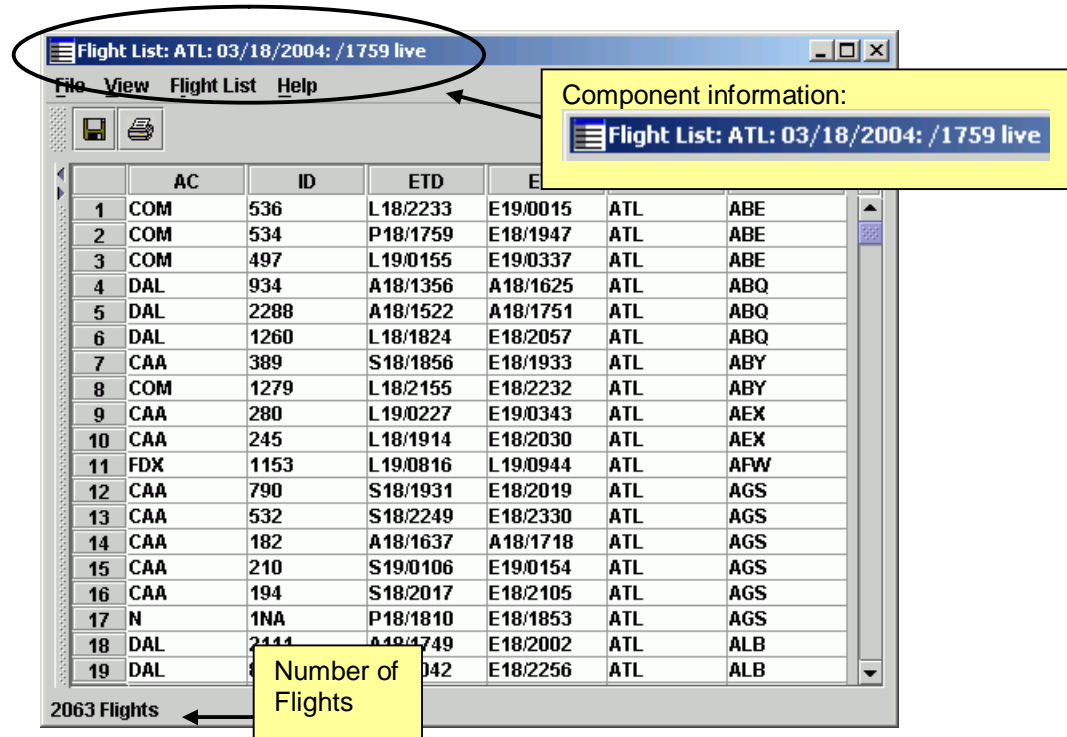 Flight List: ATL: 03/18/2004: /1759 live
File View Flight List Help
Component information:
Flight List: ATL: 03/18/2004: /1759 live
AC ID ETD E
1 COM 536 L18/2233 E19/0015 ATL ABE
2 COM 534 P18/1759 E18/1947 ATL ABE
3 COM 497 L19/0155 E19/0337 ATL ABE
4 DAL 934 A18/1356 A18/1625 ATL ABQ
5 DAL 2288 A18/1522 A18/1751 ATL ABQ
6 DAL 1260 L18/1824 E18/2057 ATL ABQ
7 CAA 389 S18/1856 E18/1933 ATL ABY
8 COM 1279 L18/2155 E18/2232 ATL ABY
9 CAA 280 L19/0227 E19/0343 ATL AEX
10 CAA 245 L18/1914 E18/2030 ATL AEX
11 FDX 1153 L19/0816 L19/0944 ATL AFW
12 CAA 790 S18/1931 E18/2019 ATL AGS
13 CAA 532 S18/2249 E18/2330 ATL AGS
14 CAA 182 A18/1637 A18/1718 ATL AGS
15 CAA 210 S19/0106 E19/0154 ATL AGS
16 CAA 194 S18/2017 E18/2105 ATL AGS
17 N 1NA P18/1810 E18/1853 ATL AGS
18 DAL 2111 A18/1749 E18/2002 ATL ALB
19 DAL 042 E18/2256 ATL ALB
Number of
Flights
2063 Flights